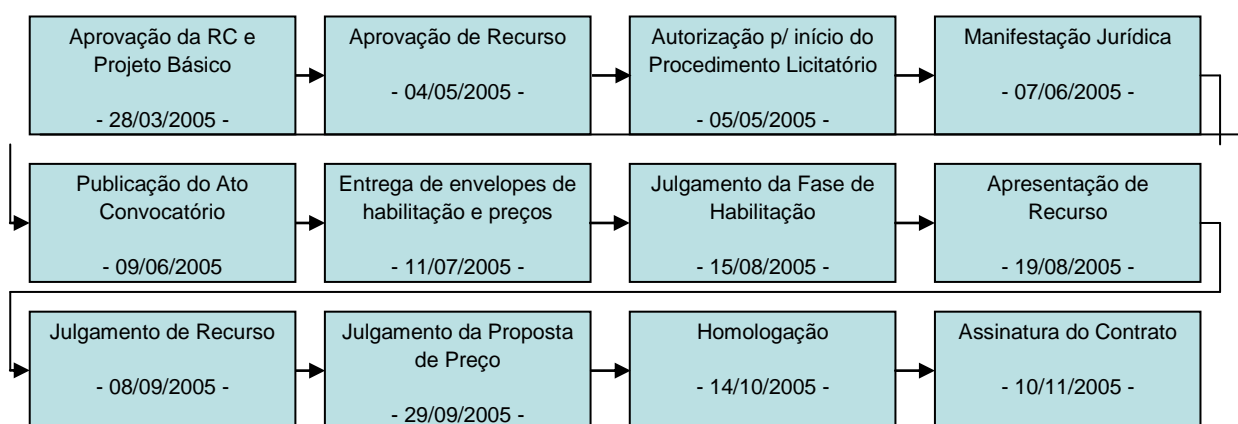 Aprovação da RC e
Projeto Básico
- 28/03/2005 -
Aprovação de Recurso
- 04/05/2005 -
Autorização p/ início do
Procedimento Licitatório
- 05/05/2005 -
Manifestação Jurídica
- 07/06/2005 -
Publicação do Ato
Convocatório
- 09/06/2005
Entrega de envelopes de
habilitação e preços
- 11/07/2005 -
Julgamento da Fase de
Habilitação
- 15/08/2005 -
Apresentação de
Recurso
- 19/08/2005 -
Julgamento de Recurso
- 08/09/2005 -
Julgamento da Proposta
de Preço
- 29/09/2005 -
Homologação
- 14/10/2005 -
Assinatura do Contrato
- 10/11/2005 -